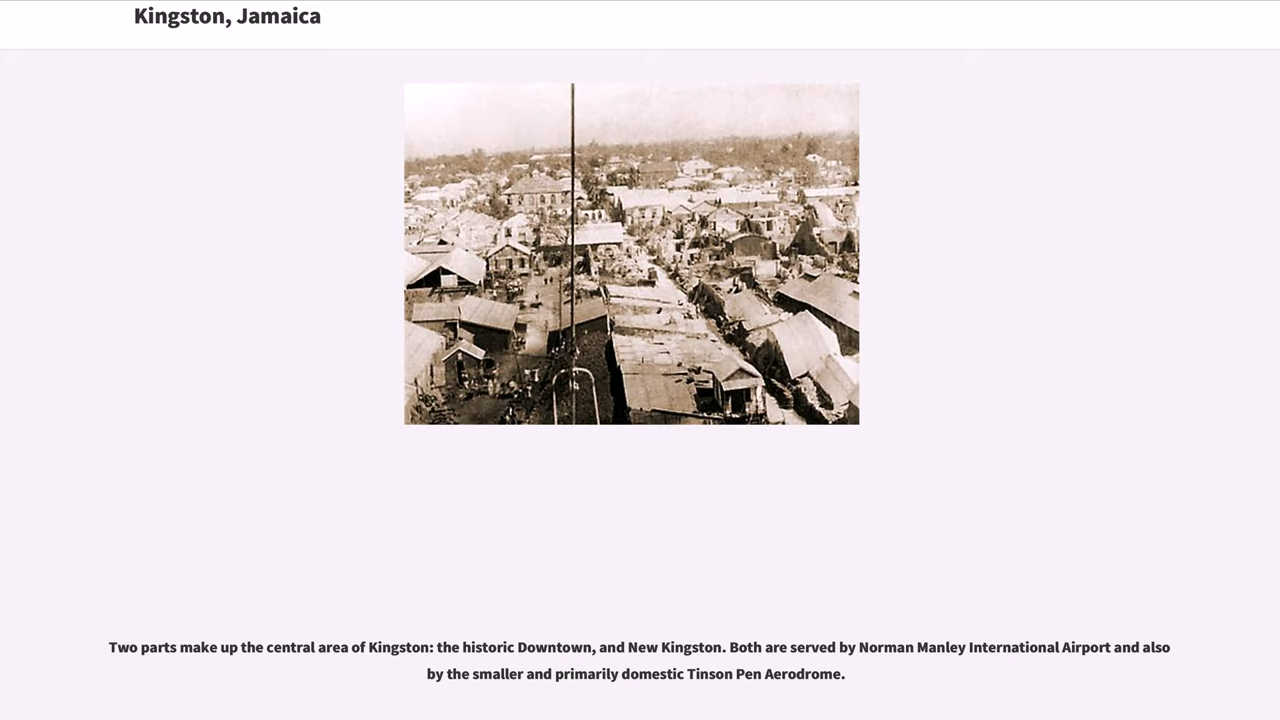 Kingston, Jamaica
Two parts make up the central area of Kingston: the historic Downtown, and New Kingston. Both are served by Norman Manley International Airport and also
by the smaller and primarily domestic Tinson Pen Aerodrome.